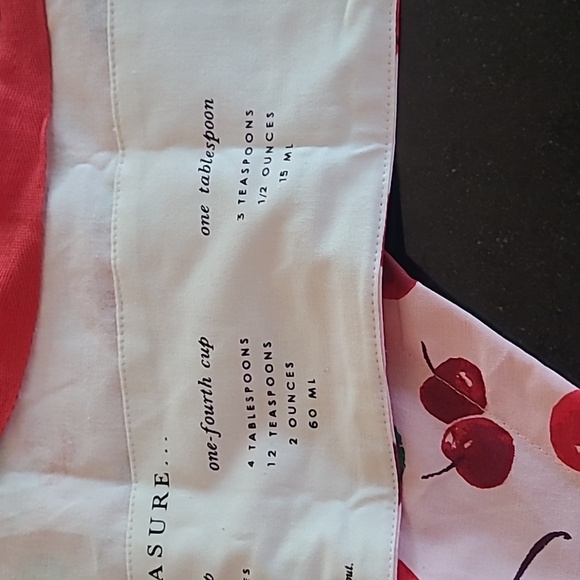 ASURE...
one-fourth cup
4 TABLESPOONS
12 TEASPOONS
2 OUNCES
60 ML
one tablespoon
3 TEASPOONS
1/2 OUNCES
15 ML